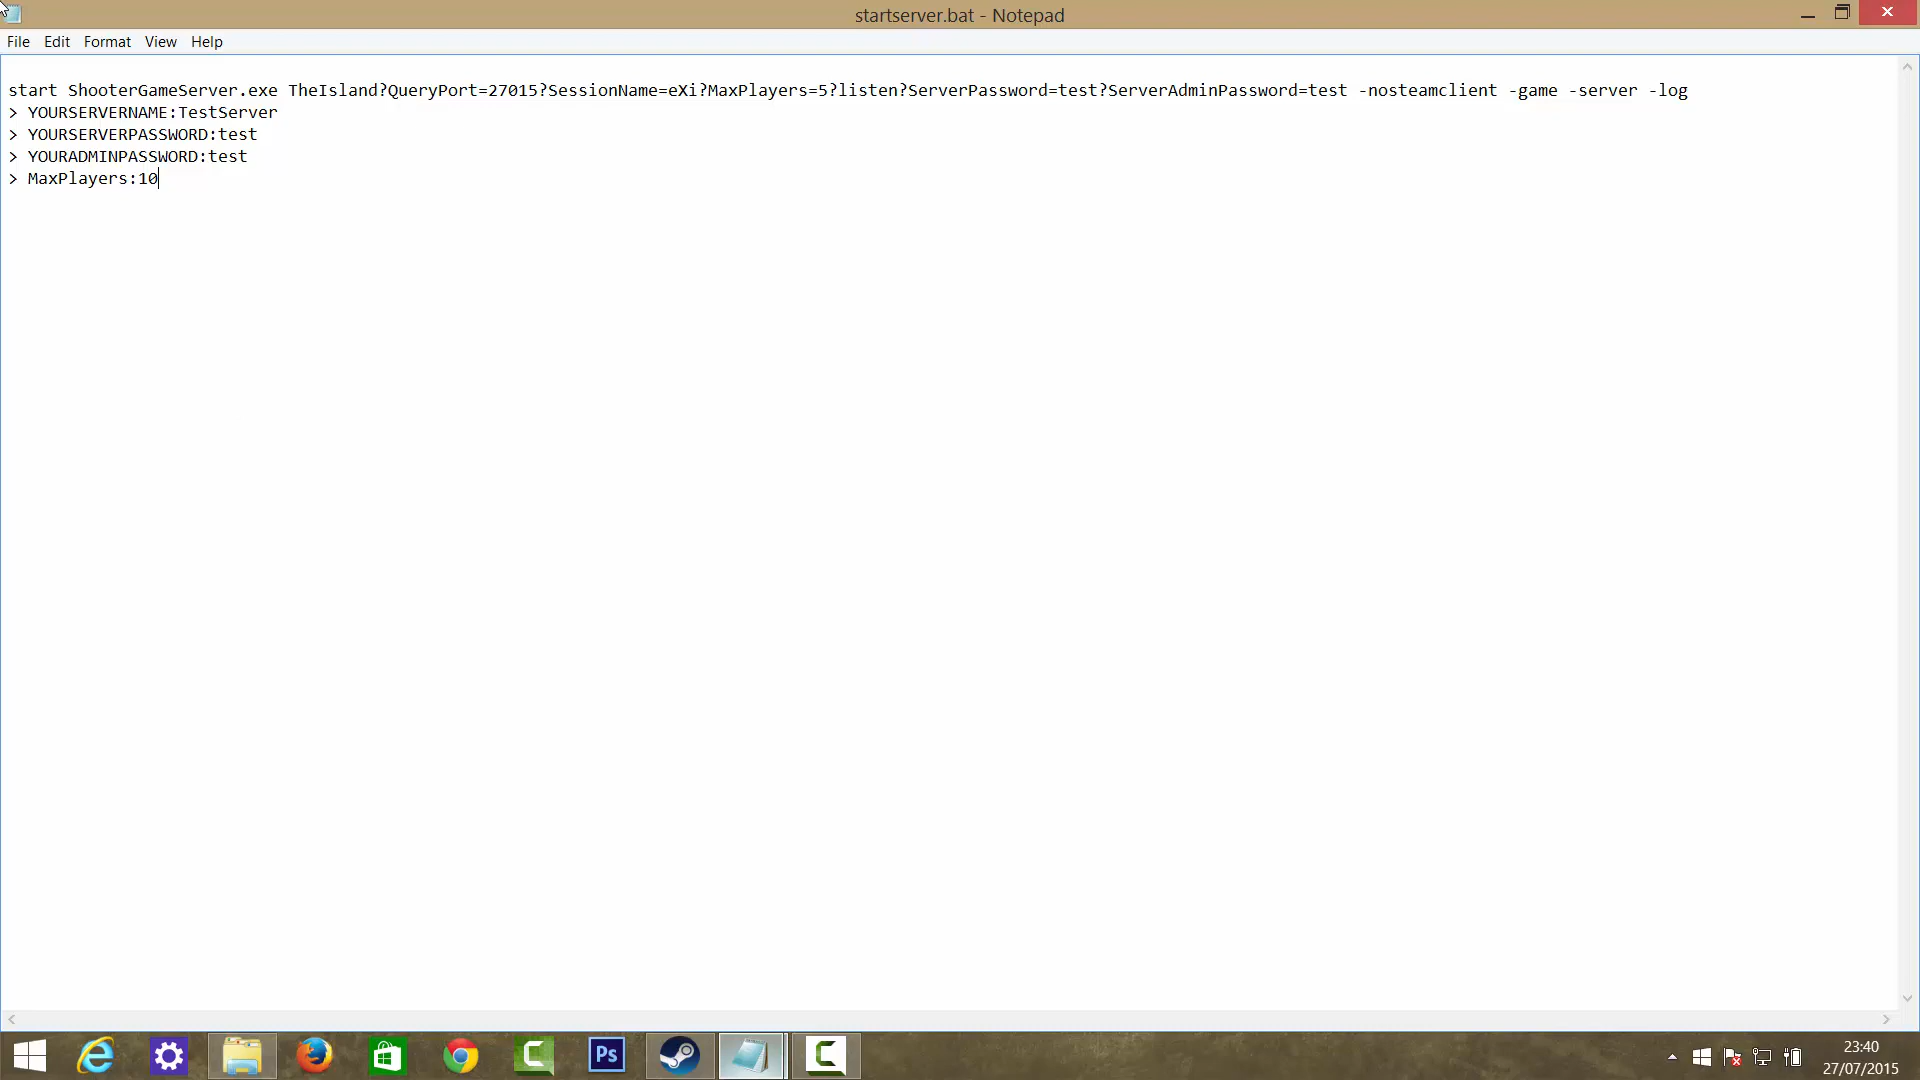 startserver.bat - Notepad
File Edit Format View Help
start ShooterGameServer.exe TheIsland?QueryPort=27015?SessionName=eXi?MaxPlayers=5?listen?ServerPassword=test?ServerAdminPassword=test -nosteamclient -game -server -log
> YOURSERVERNAME:TestServer
> YOURSERVERPASSWORD:test
> YOURADMINPASSWORD:test
> MaxPlayers:10
Ps
23:40
27/07/2015